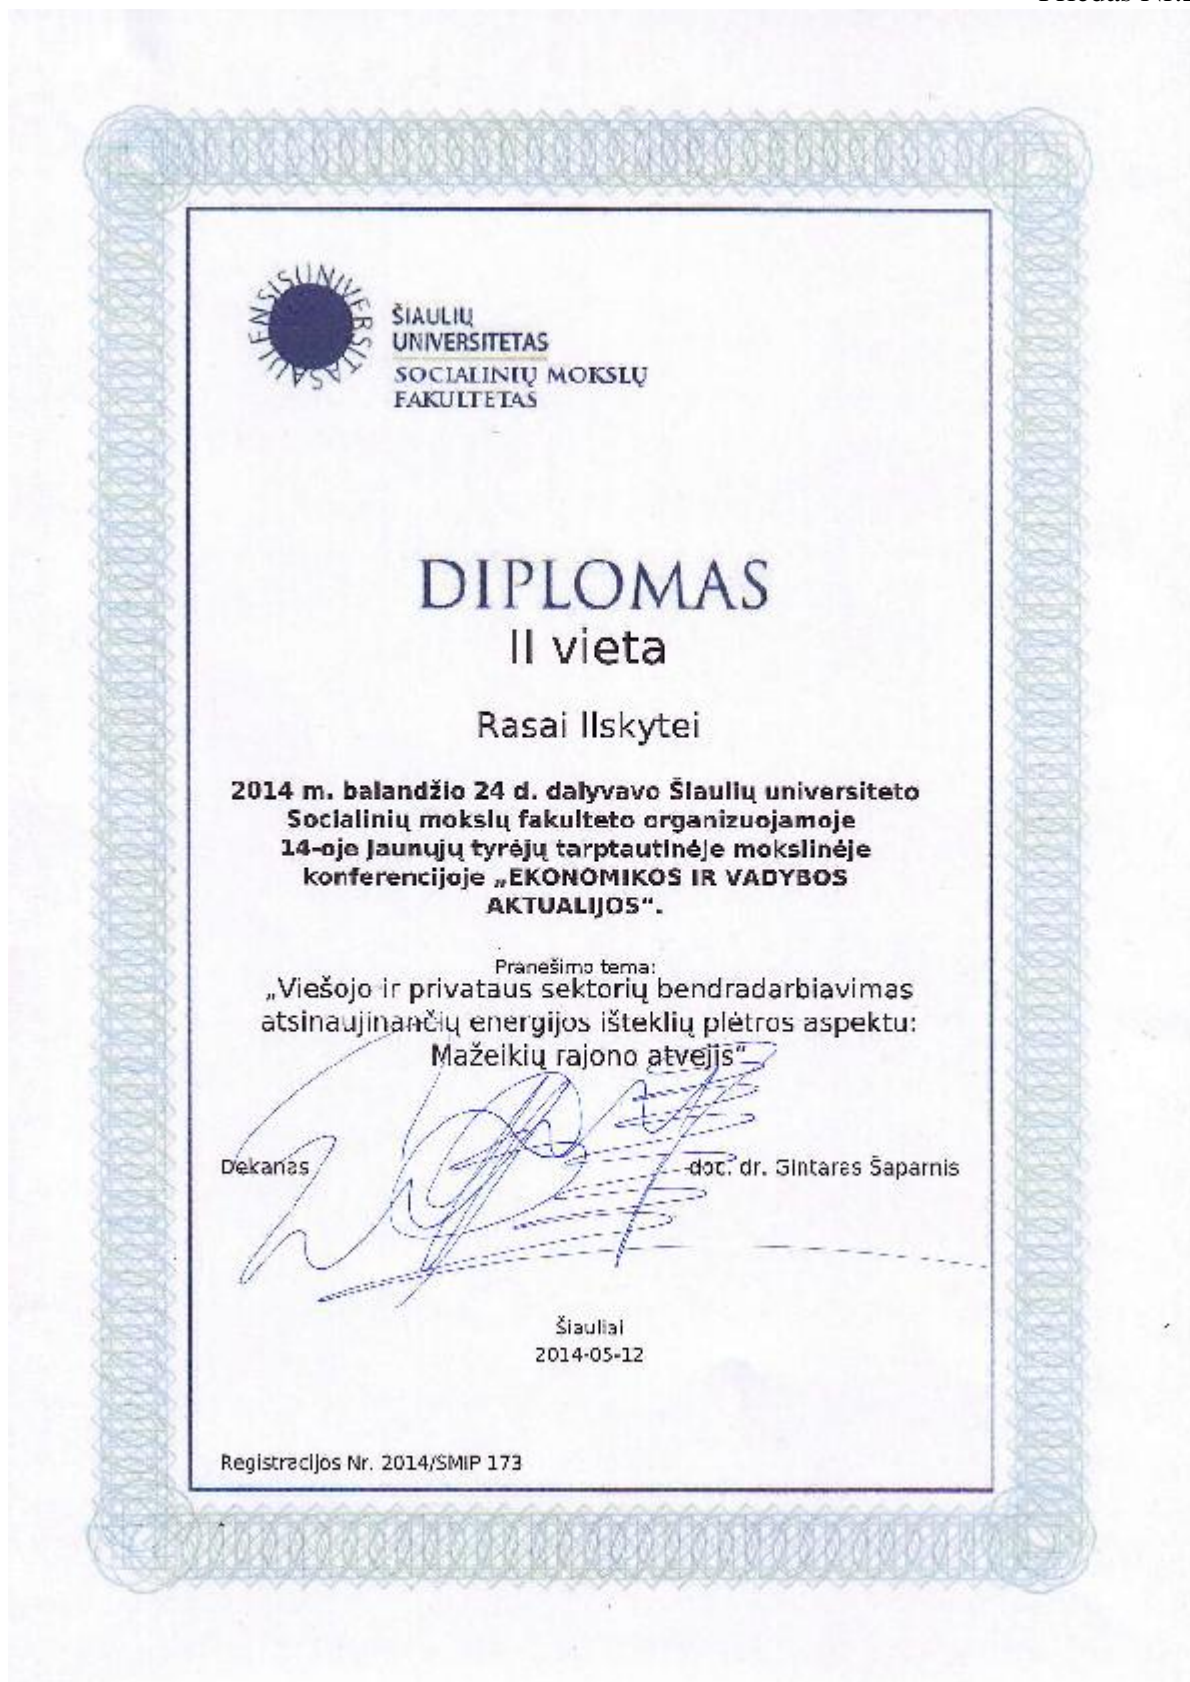 SAULENSIS UNIVERSITAS
ŠIAULIŲ
UNIVERSITETAS
SOCIALINIŲ MOKSLŲ
FAKULTETAS
DIPLOMAS
II vieta
Rasai Ilskytei
2014 m. balandžio 24 d. dalyvavo Šiaulių universiteto
Socialinių mokslų fakulteto organizuojamoje
14-oje jaunųjų tyrėjų tarptautinėje mokslinėje
konferencijoje „EKONOMIKOS IR VADYBOS
AKTUALIJOS“.
Pranešimo tema:
„Viešojo ir privataus sektorių bendradarbiavimas
atsinaujinančių energijos išteklių plėtros aspektu:
Mažeikių rajono atvejis“
Dekanas doc. dr. Gintaras Šaparnis
Šiauliai
2014-05-12
Registracijos Nr. 2014/SMIP 173